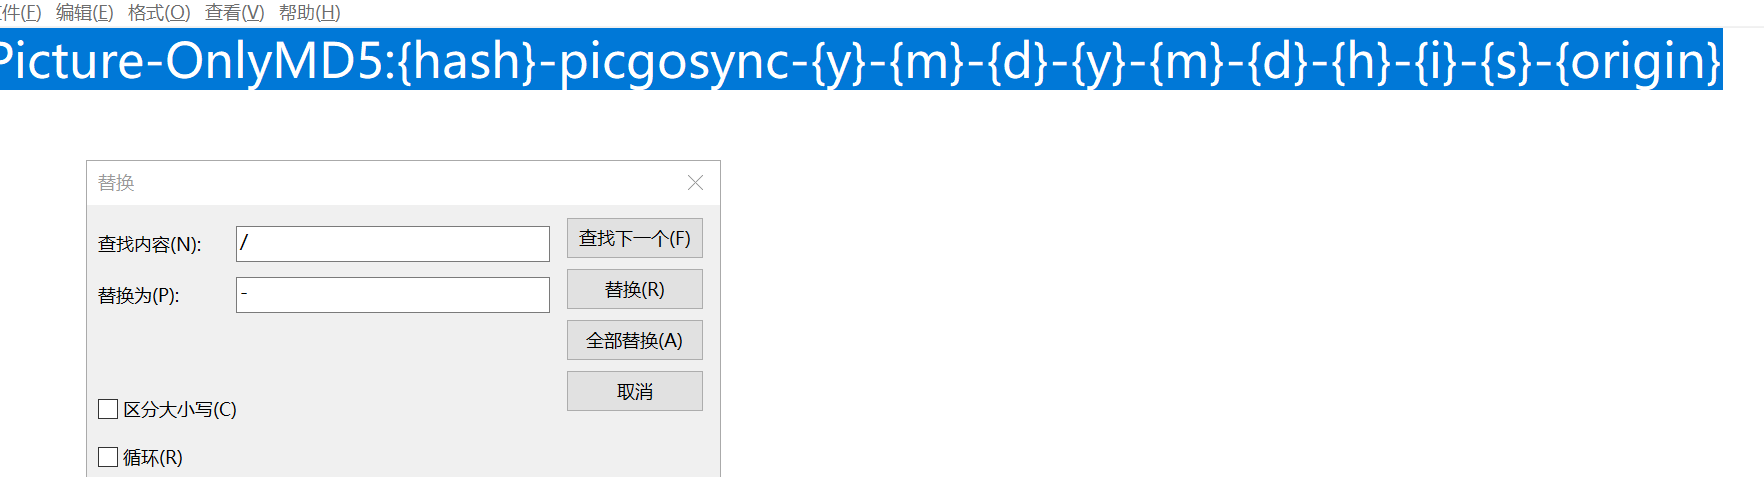 件(F) 编辑(E) 格式(O) 查看(V) 帮助(H)
Picture-OnlyMD5:{hash}-picgosync-{y}-{m}-{d}-{y}-{m}-{d}-{h}-{i}-{s}-{origin}
替换
查找内容(N): / 查找下一个(F)
替换为(P): - 替换(R)
全部替换(A)
取消
区分大小写(C)
循环(R)